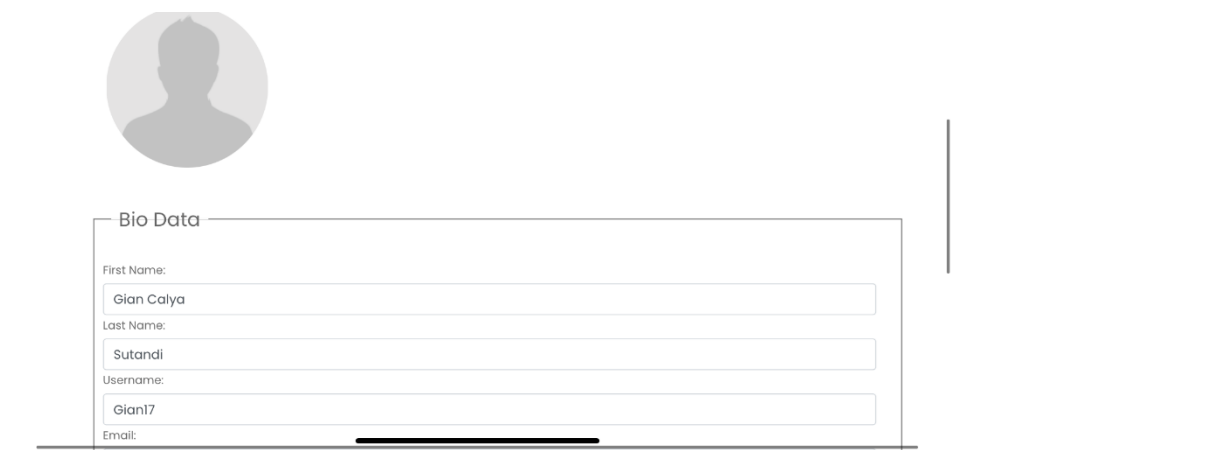 Bio Data
First Name:
Gian Calya
Last Name:
Sutandi
Username:
Gian17
Email: